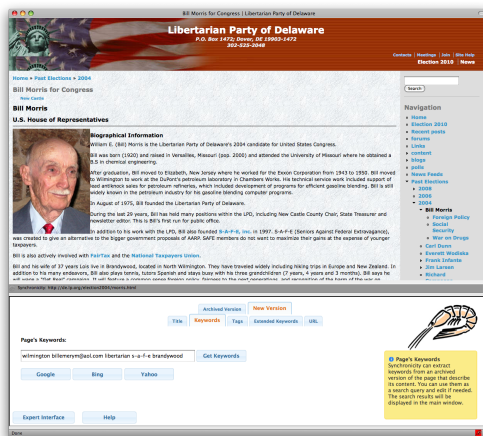 Bill Morris for Congress | Libertarian Party of Delaware
Libertarian Party of Delaware
P.O. Box 1472; Dover, DE 19903-1472
302-525-2048
Contacts | Meetings | Join | Site Help
Election 2010 | News
Home » Past Elections » 2004
Bill Morris for Congress
New Castle
Bill Morris
U.S. House of Representatives
Biographical Information
William E. (Bill) Morris is the Libertarian Party of Delaware's 2004 candidate for United States Congress.
Bill was born (1920) and raised in Versailles, Missouri (pop. 2000) and attended the University of Missouri where he obtained a
B.S in chemical engineering.
After graduation, Bill moved to Elizabeth, New Jersey where he worked for the Exxon Corporation from 1943 to 1950. Bill moved
to Wilmington to work at the DuPont's petroleum laboratory in Chambers Works. His technical service work included support of
lead antiknock sales for petroleum refineries, which included development of programs for efficient gasoline blending. Bill is still
widely known in the petroleum industry for his gasoline blending computer programs.
In August of 1975, Bill founded the Libertarian Party of Delaware.
During the last 29 years, Bill has held many positions within the LPD, including New Castle County Chair, State Treasurer and
newsletter editor. This is Bill's first run for public office.
In addition to his work with the LPD, Bill also founded S-A-F-E, Inc. in 1997. S-A-F-E (Seniors Against Federal Extravagance),
was created to give an alternative to the bigger government proposals of AARP. SAFE members do not want to maximize their gains at the expense of younger
taxpayers.
Bill is also actively involved with FairTax and the National Taxpayers Union.
Bill and his wife of 37 years Lois live in Brandywood, located in North Wilmington. They have traveled widely including hiking trips in Europe and New Zealand. In
addition to his many endeavors, Bill also plays tennis, tutors Spanish and stays busy with his three grandchildren (7 years, 4 years and 3 months). Bill says he
Search
Navigation
Home
Election 2010
Recent posts
forums
Links
content
blogs
polls
News Feeds
Past Elections
2008
2006
2004
Bill Morris
Foreign Policy
Social
Security
War on Drugs
Carl Dunn
Everett Wodiska
Frank Infante
Jim Larson
Richard
Synchronicity: http://de.lp.org/election2004/morris.html
Archived Version
New Version
Title
Keywords
Tags
Extended Keywords
URL
Page's Keywords:
wilmington billemerym@aol.com libertarian s-a-f-e brandywood
Get Keywords
Google
Bing
Yahoo
Expert Interface
Help
Page's Keywords
Synchronicity can extract
keywords from an archived
version of the page that describe
its content. You can use them as
a search query and edit if needed.
The search results will be
displayed in the main window.
Done